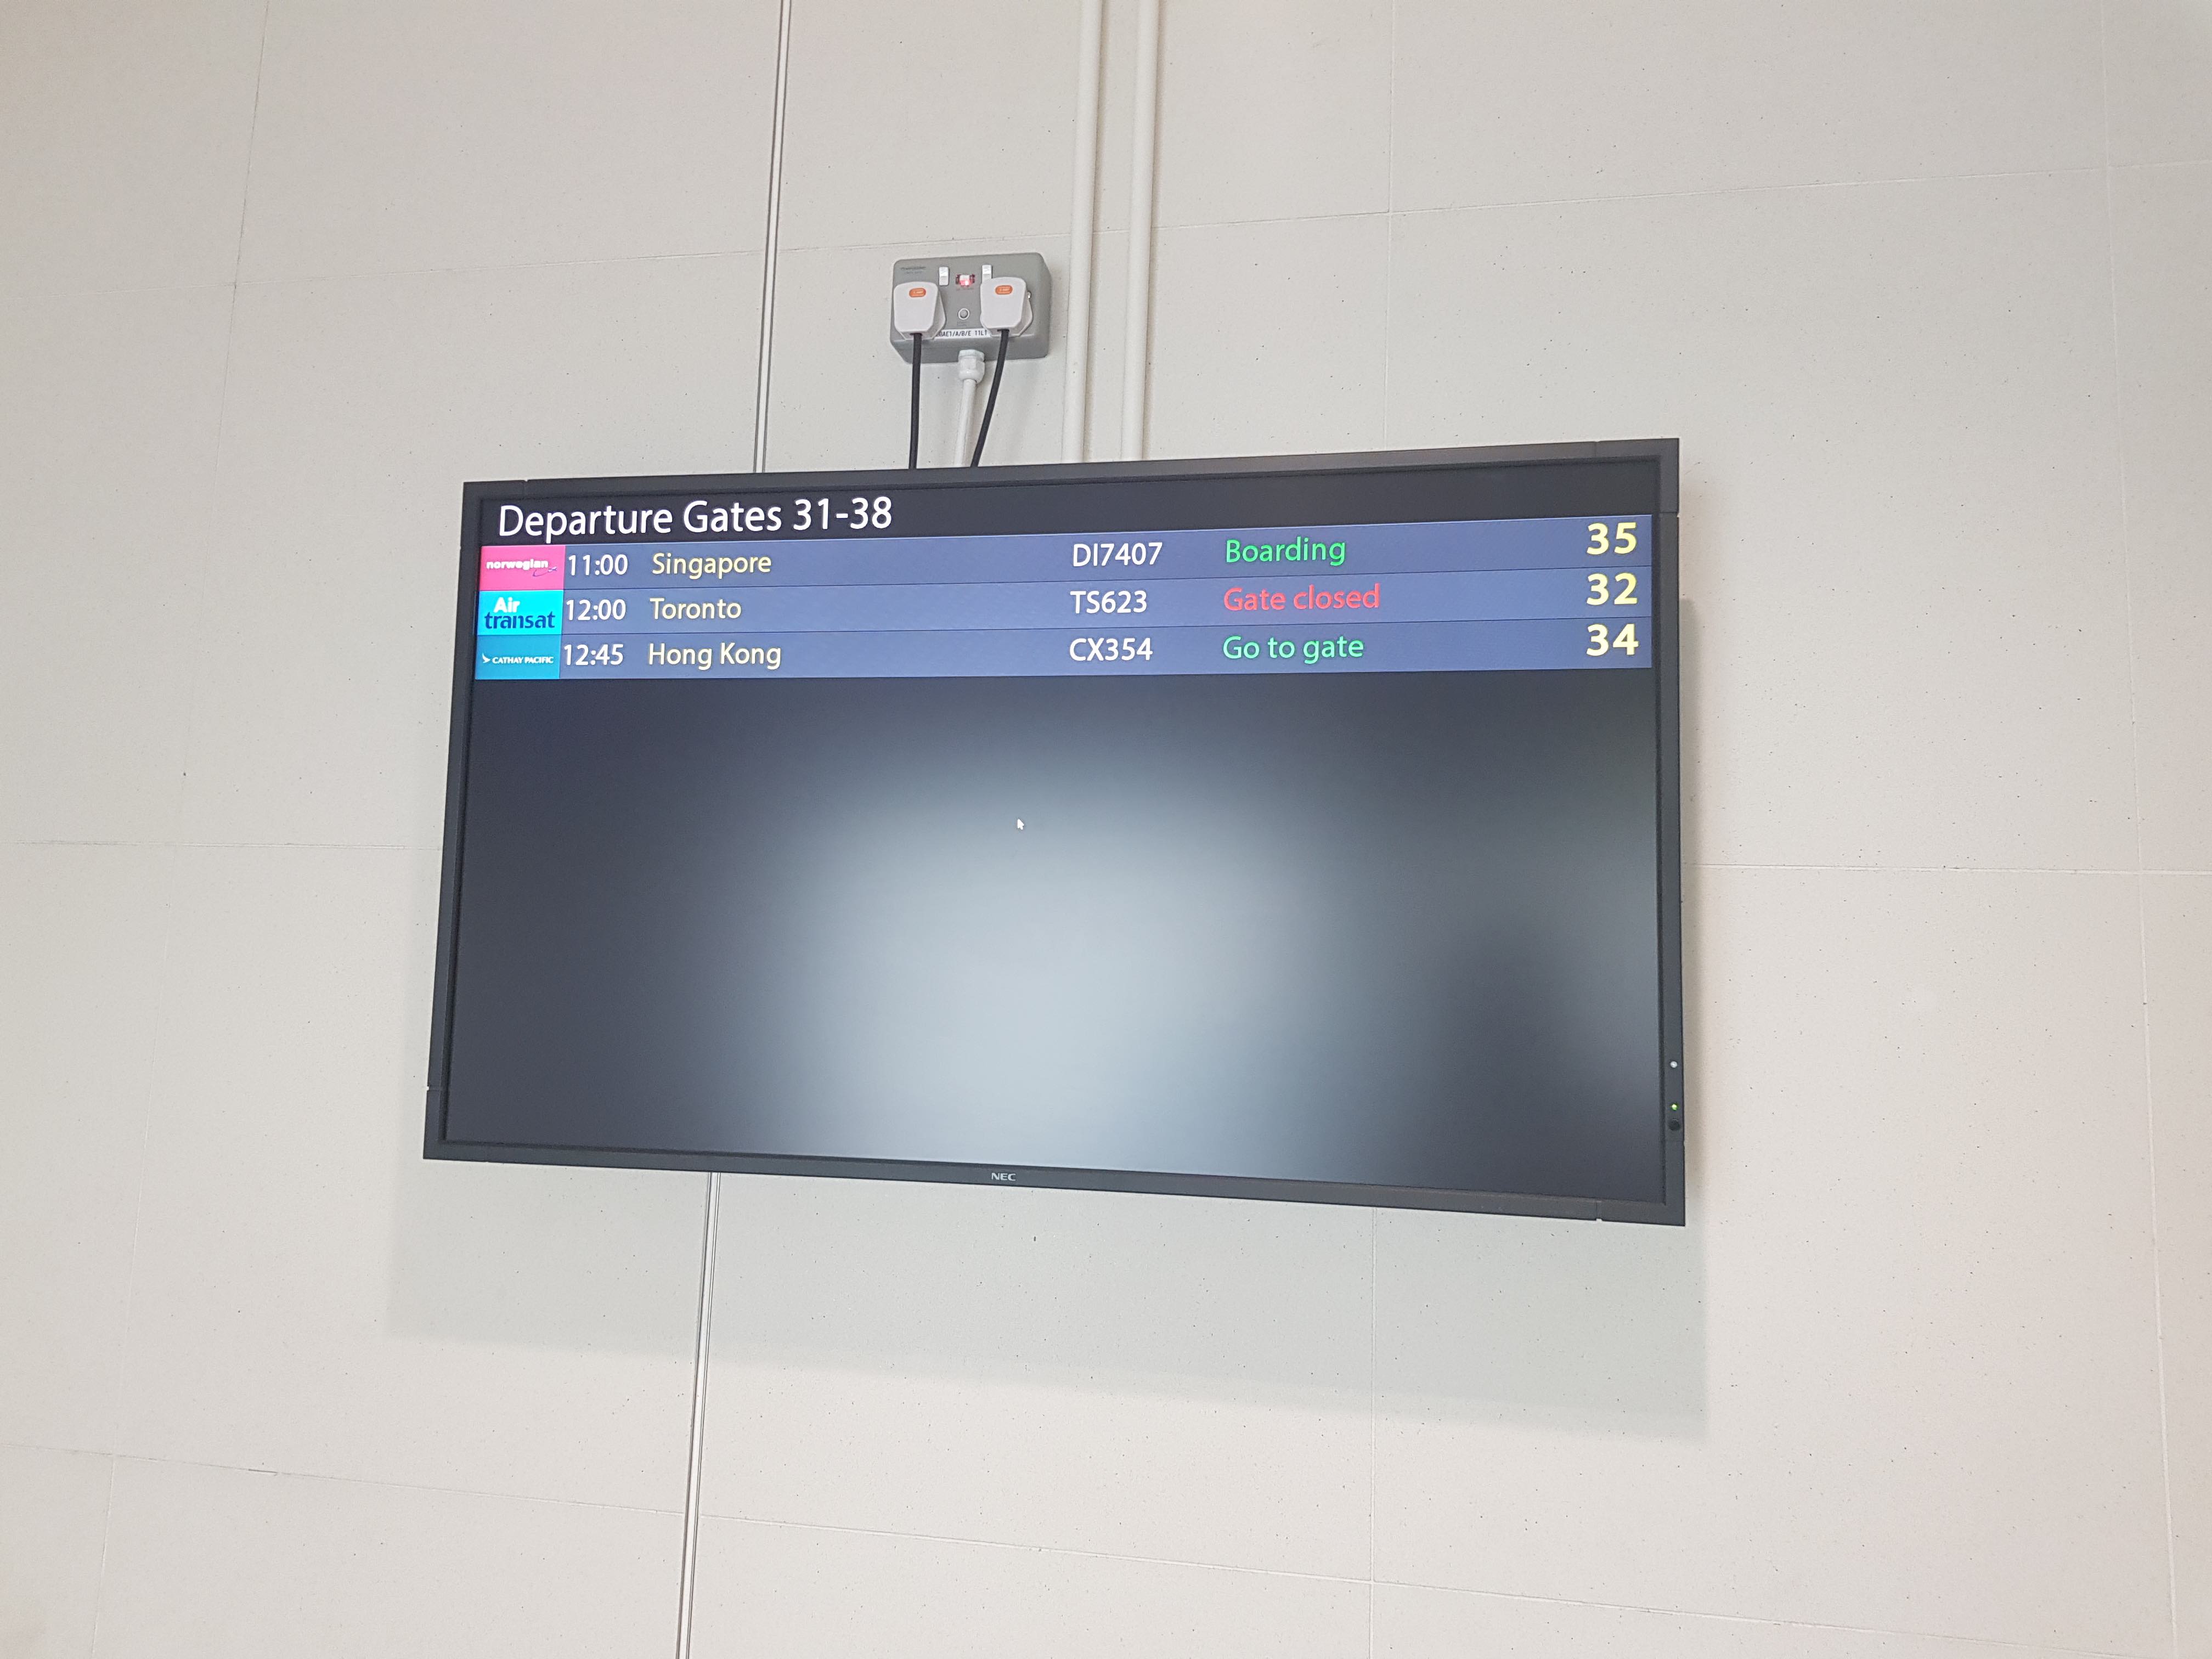 Departure Gates 31-38
norwegian 11:00 Singapore DI7407 Boarding 35
Air transat 12:00 Toronto TS623 Gate closed 32
CATHAY PACIFIC 12:45 Hong Kong CX354 Go to gate 34
NEC